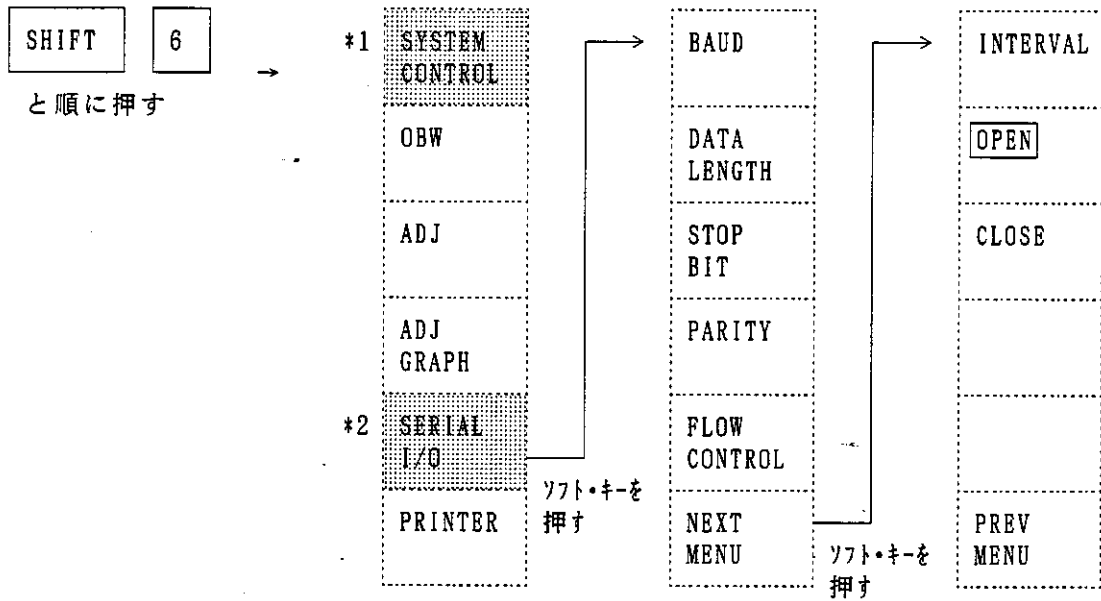 SHIFT
6
と順に押す
→
*1
SYSTEM
CONTROL
OBW
ADJ
ADJ
GRAPH
*2
SERIAL
I/O
PRINTER
ソフト・キーを
押す
BAUD
DATA
LENGTH
STOP
BIT
PARITY
FLOW
CONTROL
NEXT
MENU
ソフト・キーを
押す
INTERVAL
OPEN
CLOSE
PREV
MENU